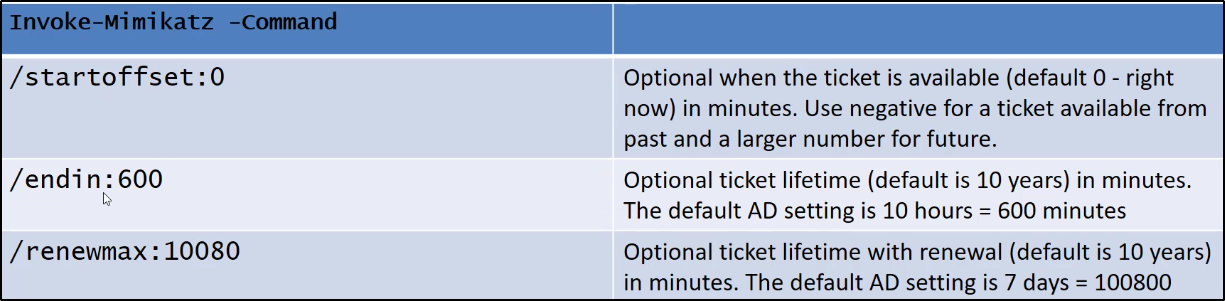 Invoke-Mimikatz -Command
/startoffset:0
Optional when the ticket is available (default 0 - right
now) in minutes. Use negative for a ticket available from
past and a larger number for future.
/endin:600
Optional ticket lifetime (default is 10 years) in minutes.
The default AD setting is 10 hours = 600 minutes
/renewmax:10080
Optional ticket lifetime with renewal (default is 10 years)
in minutes. The default AD setting is 7 days = 100800